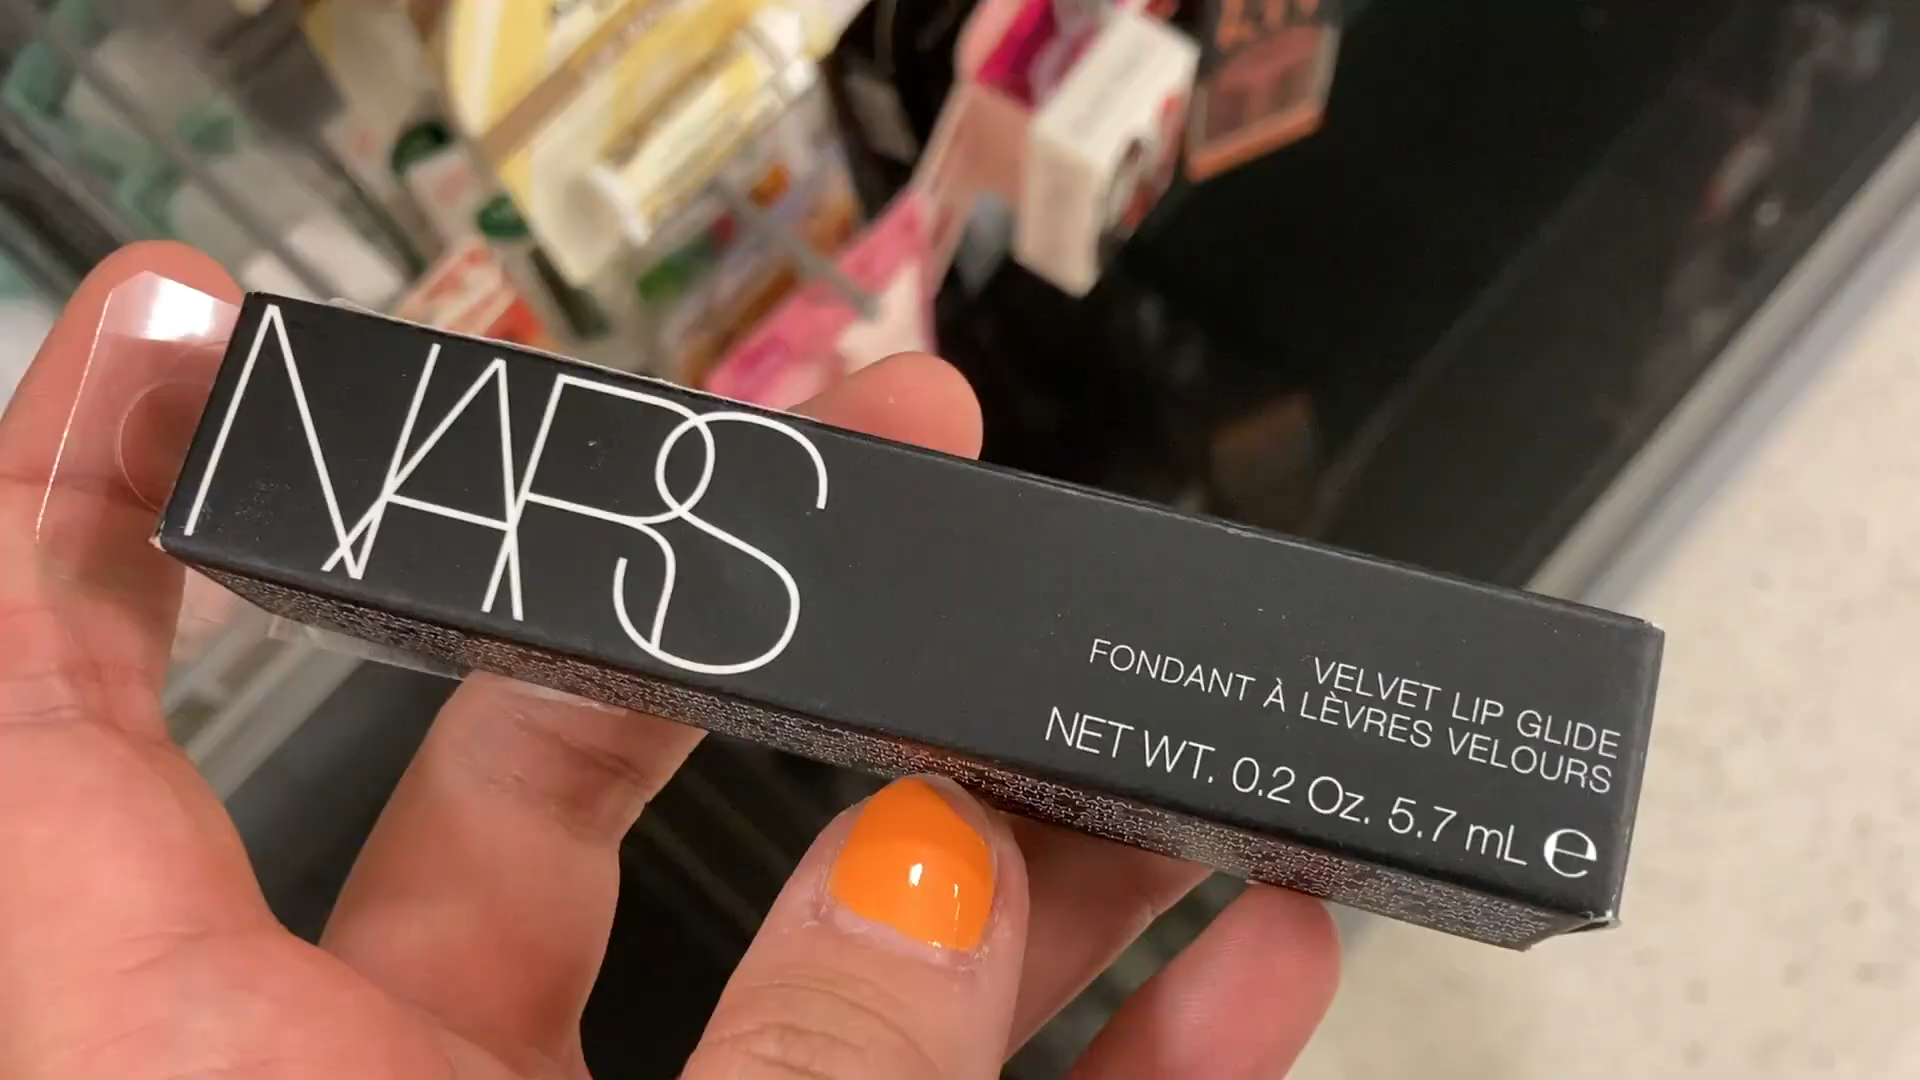 NARS
VELVET LIP GLIDE
FONDANT À LÈVRES VELOURS
NET WT. 0.2 Oz. 5.7 mL ℮